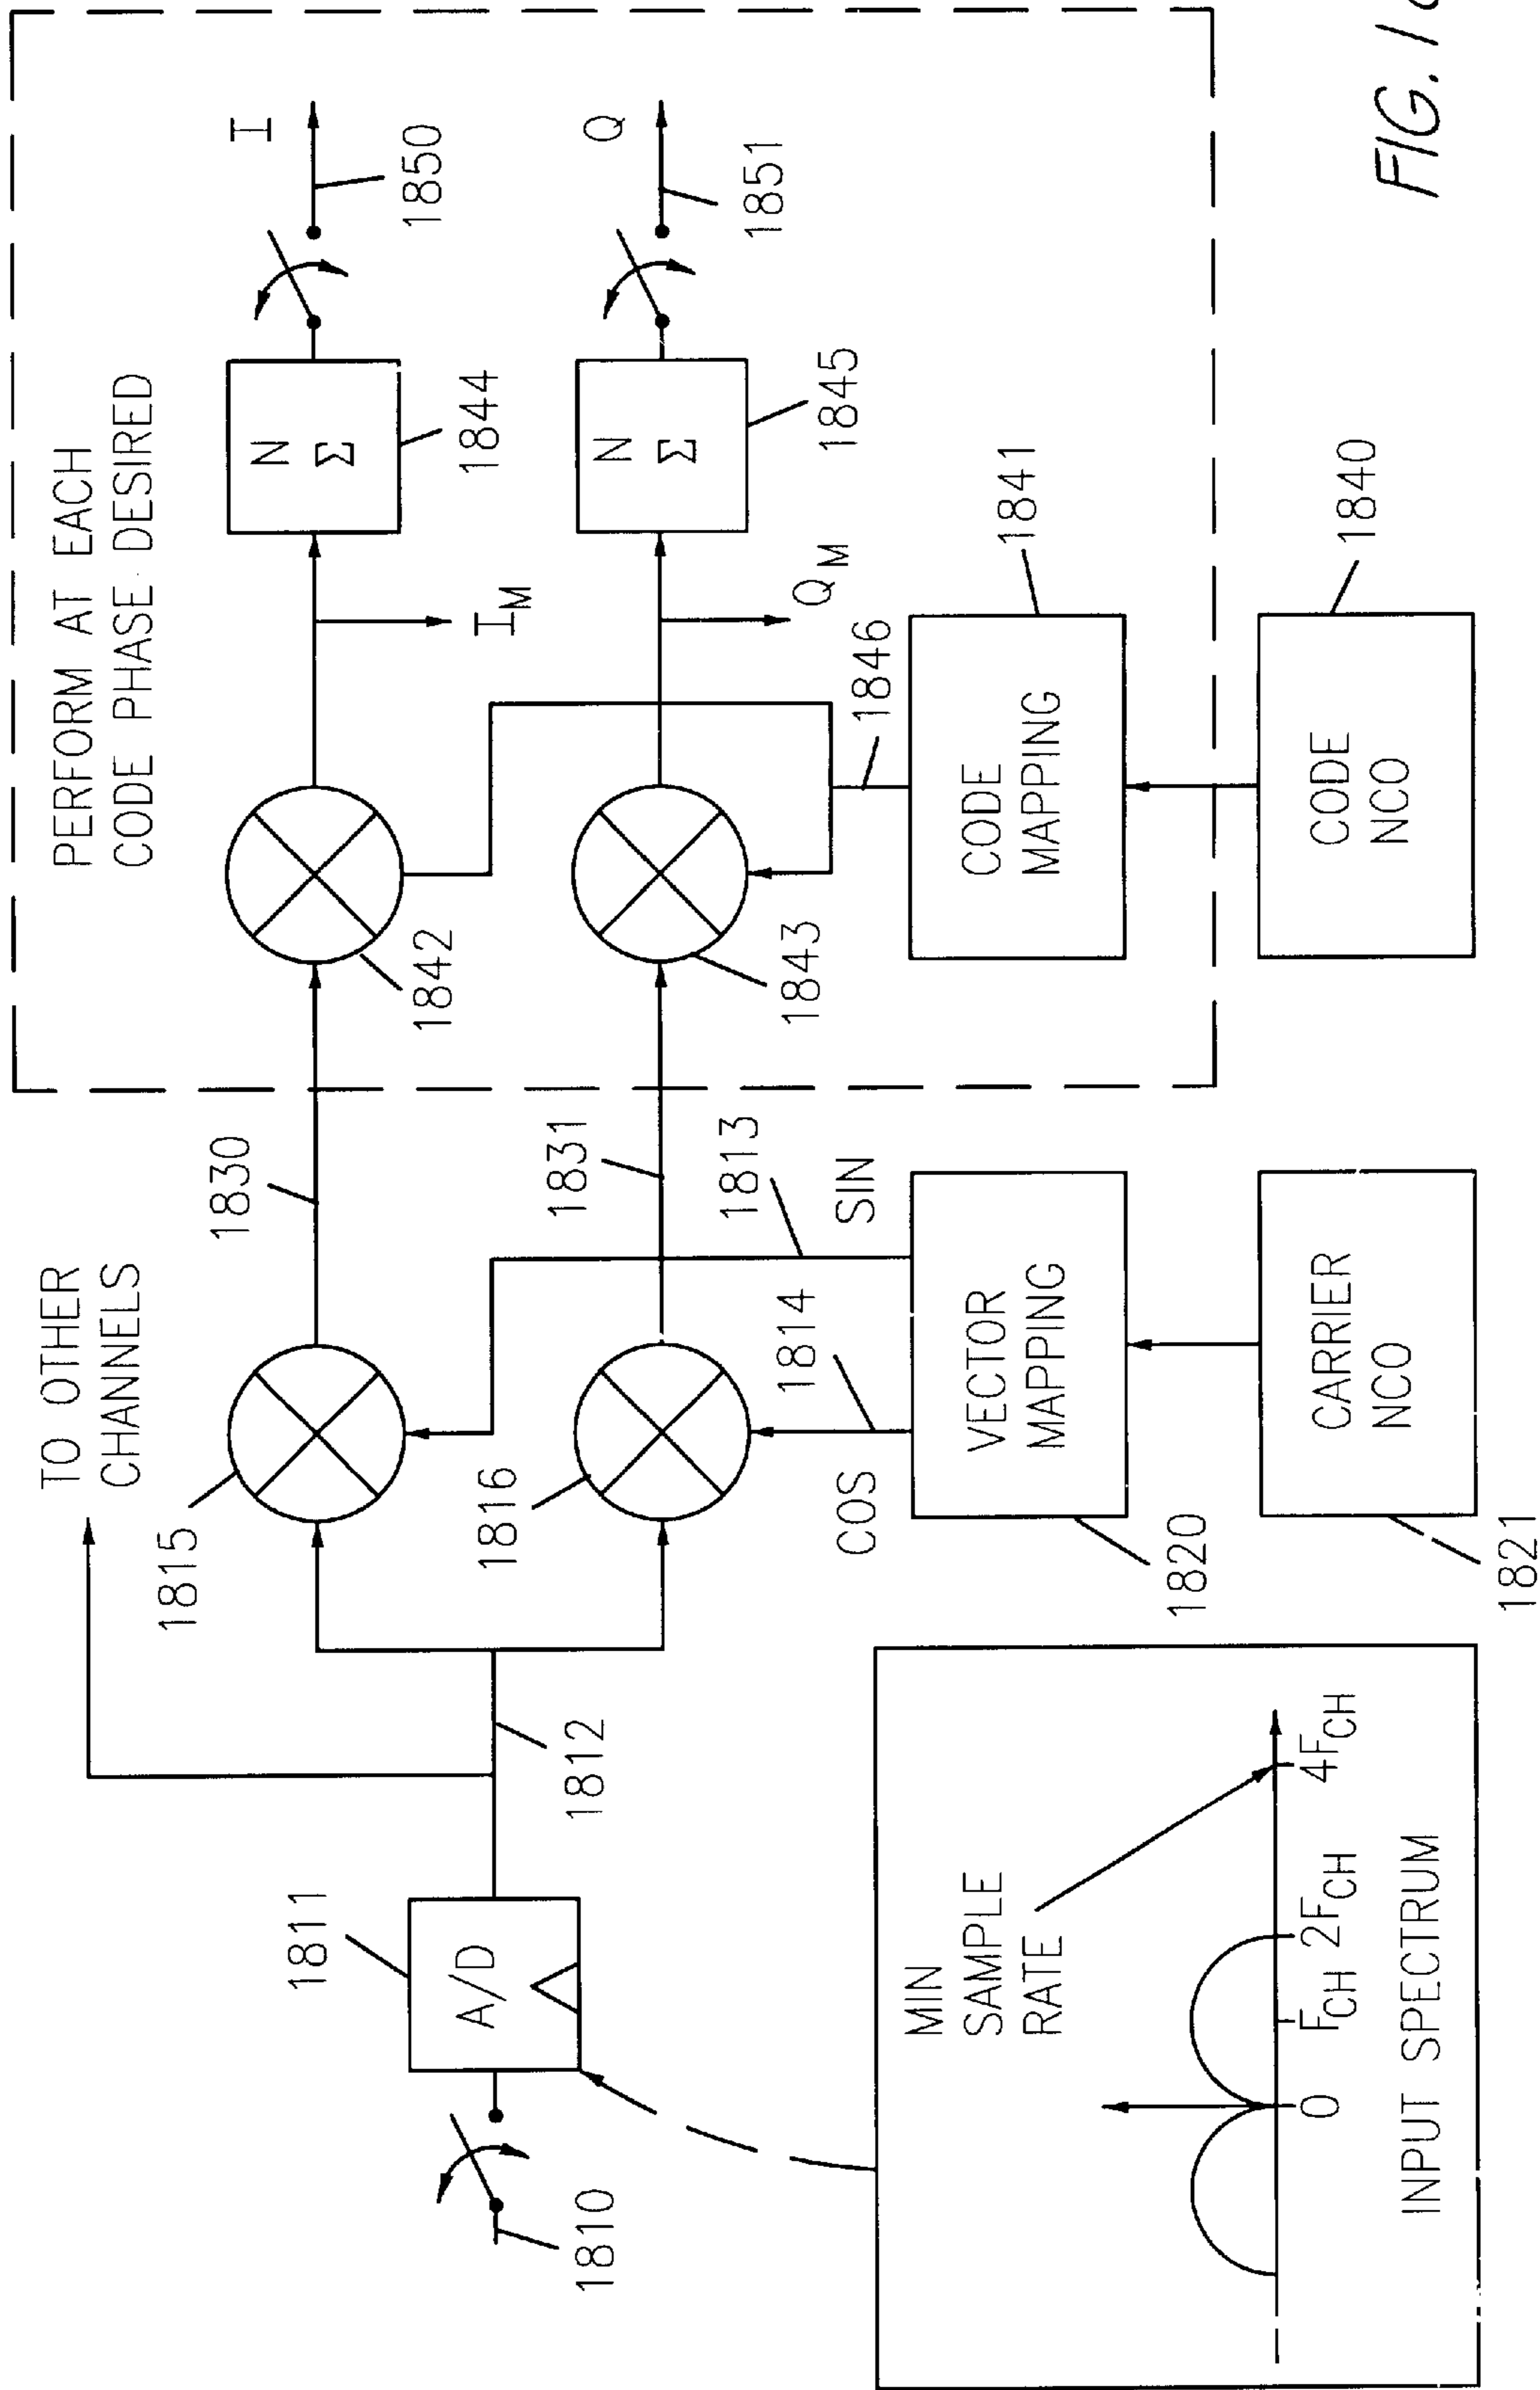 PERFORM AT EACH
CODE PHASE DESIRED
TO OTHER
CHANNELS
1815
1830
1842
I_M
N
Σ
1844
I
1850
1810
1811
A/D
1812
1816
1831
1843
Q_M
N
Σ
1845
Q
1851
COS
1814
1813
SIN
1846
VECTOR
MAPPING
1820
CODE
MAPPING
1841
CARRIER
NCO
1821
CODE
NCO
1840
MIN
SAMPLE
RATE
0
F_CH
2F_CH
4F_CH
INPUT SPECTRUM
FIG.